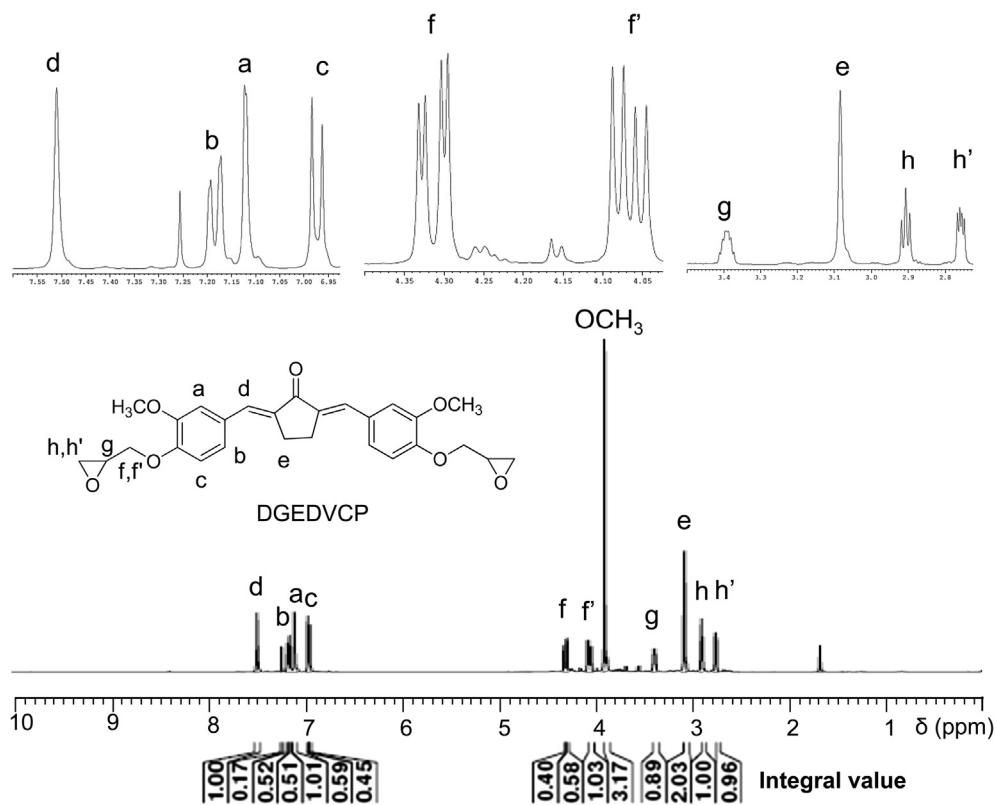 d
b
a
c
f
f'
g
e
h
h'
7.55 7.50 7.45 7.40 7.35 7.30 7.25 7.20 7.15 7.10 7.05 7.00 6.95
4.35 4.30 4.25 4.20 4.15 4.10 4.05
3.4 3.3 3.2 3.1 3.0 2.9 2.8
OCH3
O
a d
H3CO OCH3
h,h' g
f,f' O b e O
O c O
DGEDVCP
d
b
a
c
f
f'
g
e
h
h'
10 9 8 7 6 5 4 3 2 1 δ (ppm)
1.00 0.17 0.52 0.51 1.01 0.59 0.45 0.40 0.58 1.03 3.17 0.89 2.03 1.00 0.96 Integral value